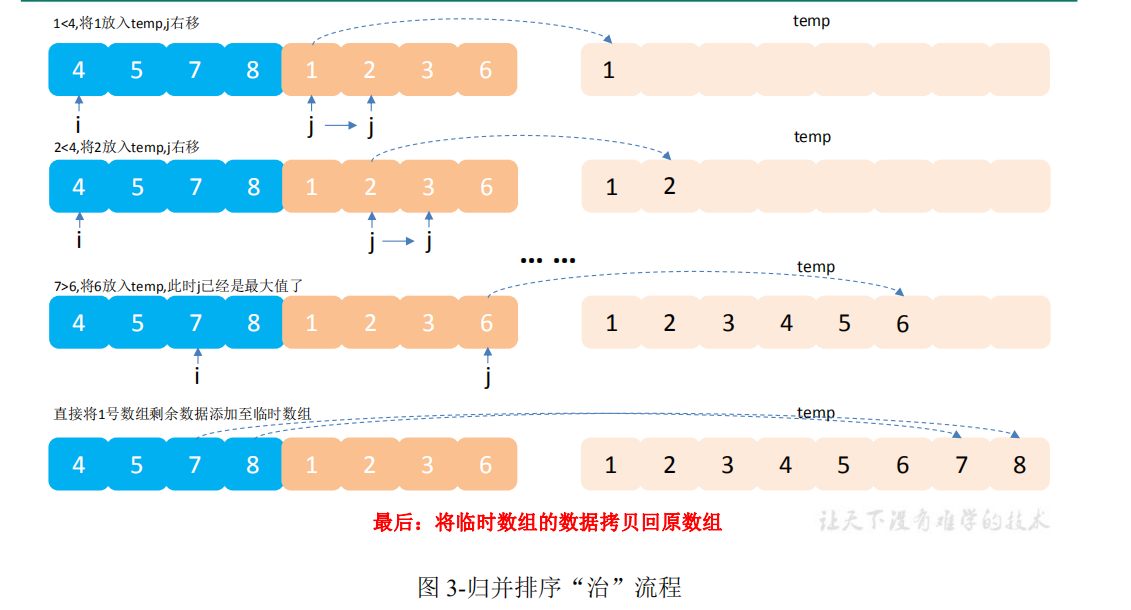 1<4,将1放入temp,j右移
temp
4 5 7 8 1 2 3 6
1
i j j
2<4,将2放入temp,j右移
temp
4 5 7 8 1 2 3 6
1 2
i j j
... ...
7>6,将6放入temp,此时j已经是最大值了
temp
4 5 7 8 1 2 3 6
1 2 3 4 5 6
i j
直接将1号数组剩余数据添加至临时数组
temp
4 5 7 8 1 2 3 6
1 2 3 4 5 6 7 8
最后：将临时数组的数据拷贝回原数组
让天下没有难学的技术
图 3-归并排序“治”流程